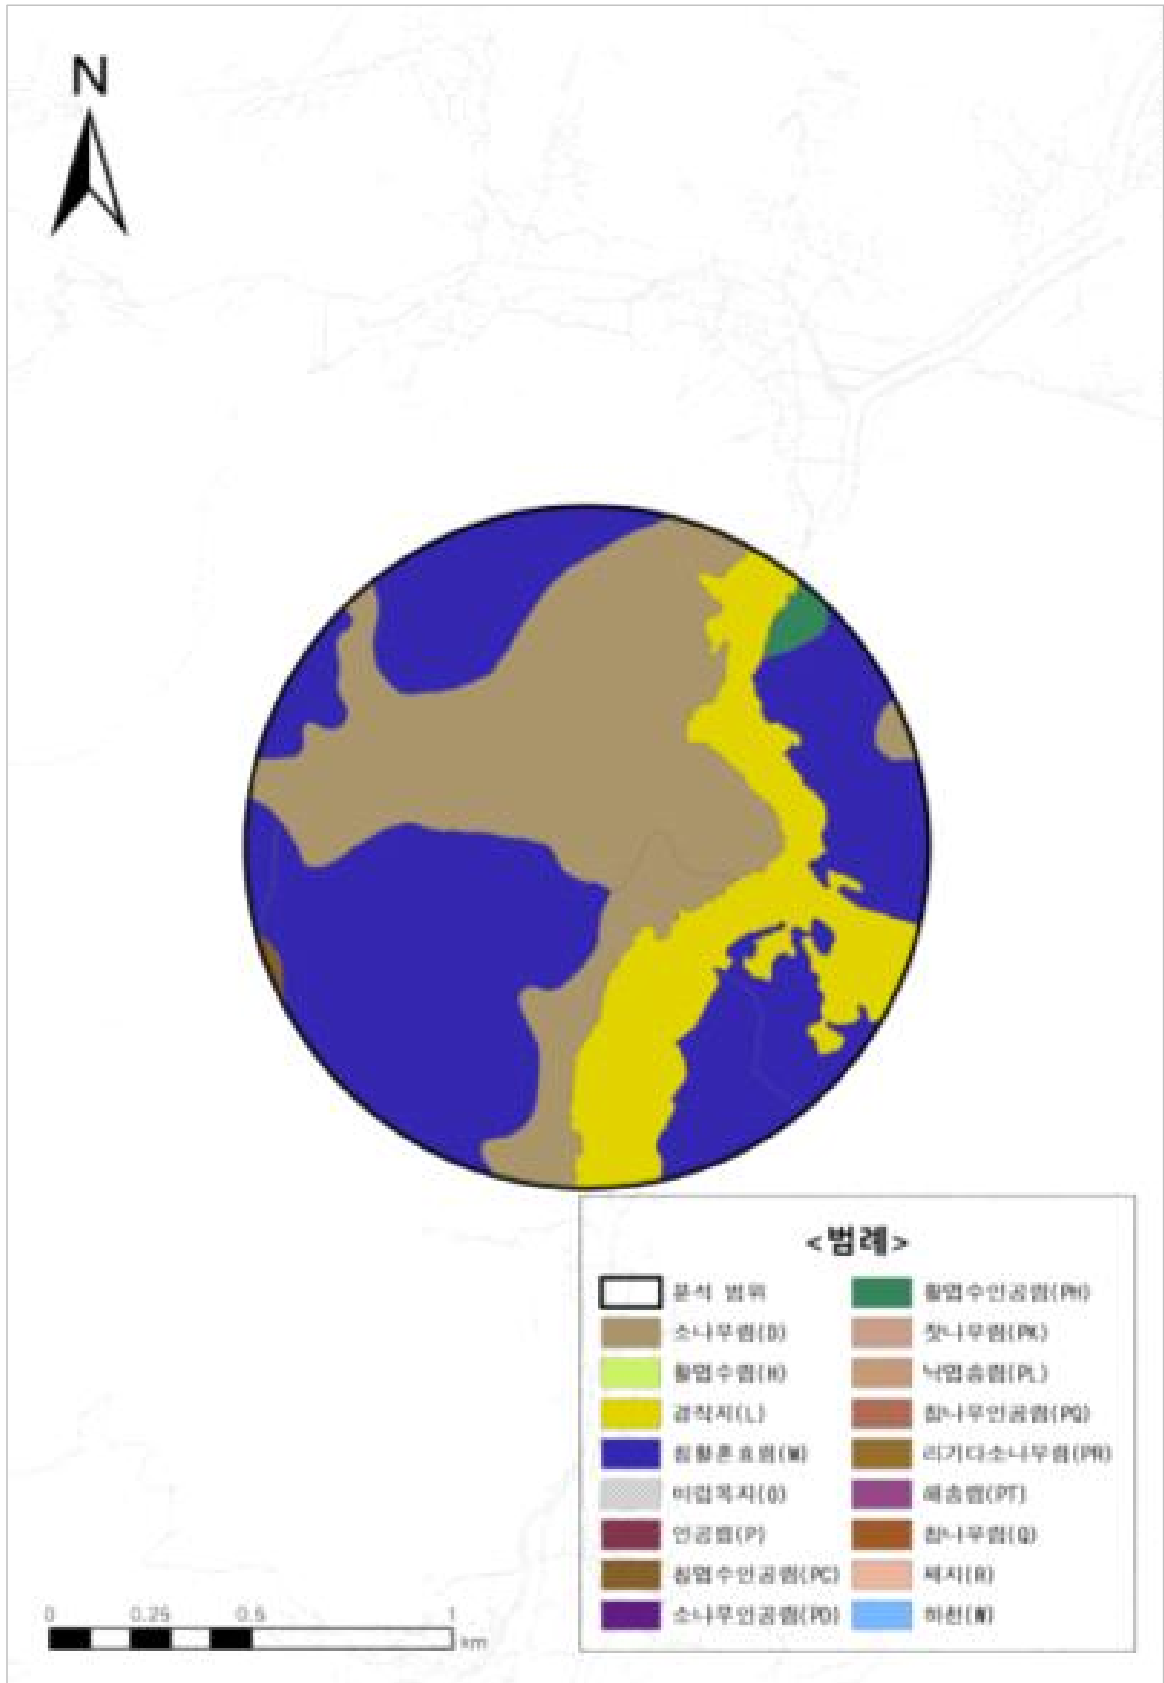 N
<범례>
분석 범위
소나무림(D)
활엽수림(H)
경작지(L)
침활혼효림(M)
미립목지(O)
인공림(P)
침엽수인공림(PC)
소나무인공림(PD)
활엽수인공림(PH)
잣나무림(PK)
낙엽송림(PL)
참나무인공림(PQ)
리기다소나무림(PR)
해송림(PT)
참나무림(Q)
제지(R)
하천(W)
0 0.25 0.5 1
km